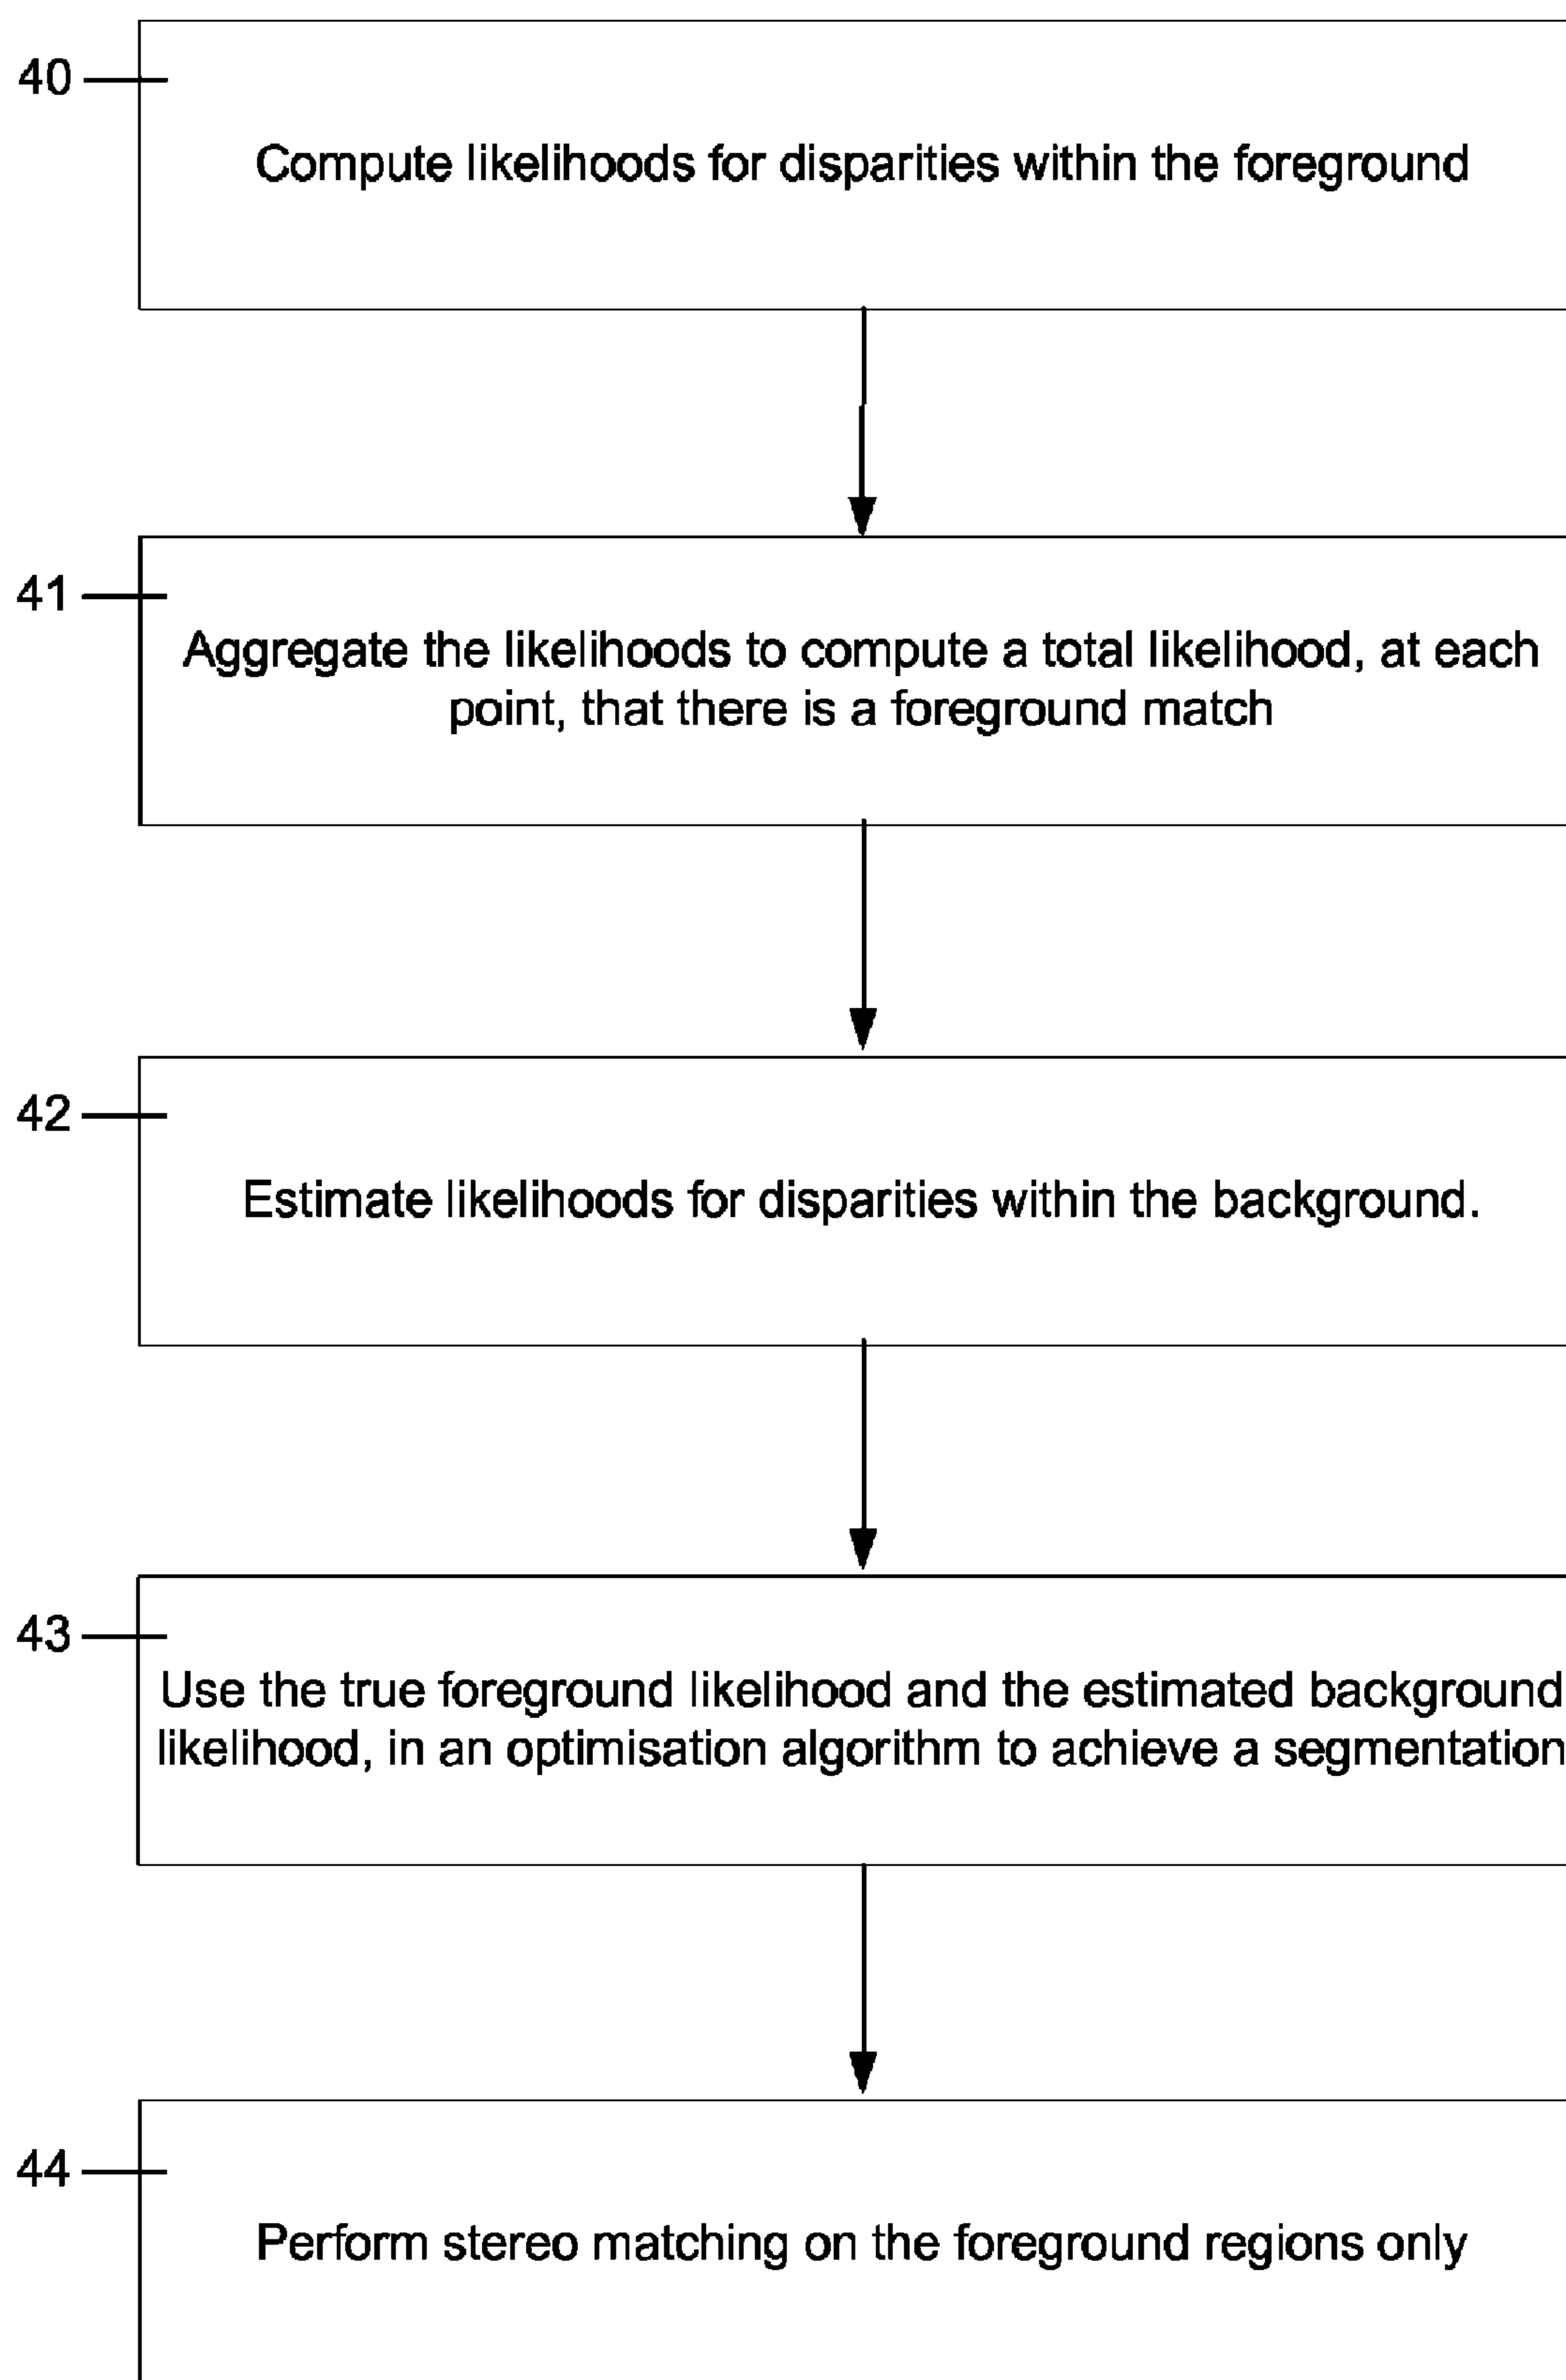 40
Compute likelihoods for disparities within the foreground
41
Aggregate the likelihoods to compute a total likelihood, at each
point, that there is a foreground match
42
Estimate likelihoods for disparities within the background.
43
Use the true foreground likelihood and the estimated background
likelihood, in an optimisation algorithm to achieve a segmentation
44
Perform stereo matching on the foreground regions only